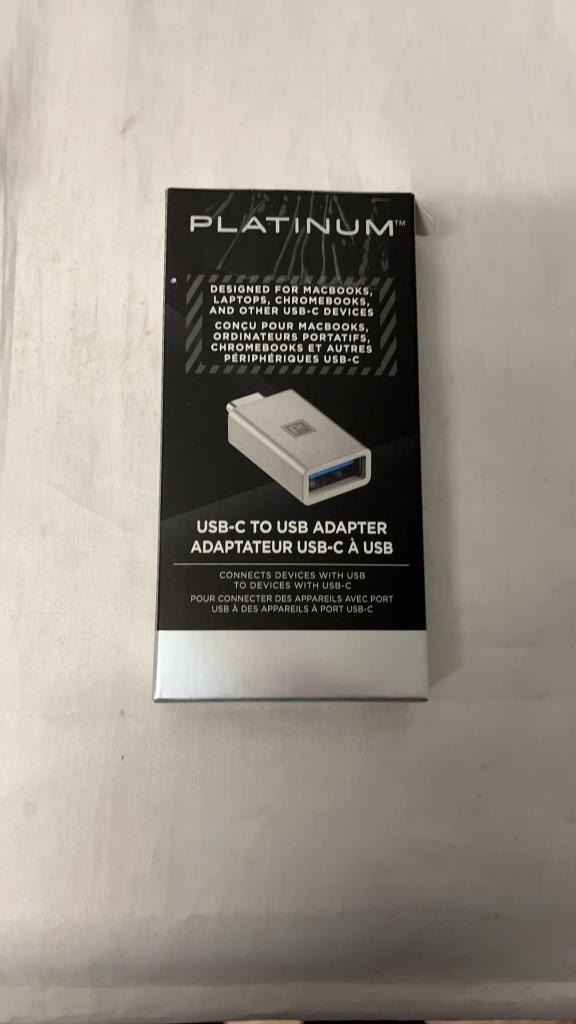 PLATINUM™
DESIGNED FOR MACBOOKS,
LAPTOPS, CHROMEBOOKS,
AND OTHER USB-C DEVICES
CONÇU POUR MACBOOKS,
ORDINATEURS PORTATIFS,
CHROMEBOOKS ET AUTRES
PÉRIPHÉRIQUES USB-C
USB-C TO USB ADAPTER
ADAPTATEUR USB-C À USB
CONNECTS DEVICES WITH USB
TO DEVICES WITH USB-C
POUR CONNECTER DES APPAREILS AVEC PORT
USB À DES APPAREILS À PORT USB-C